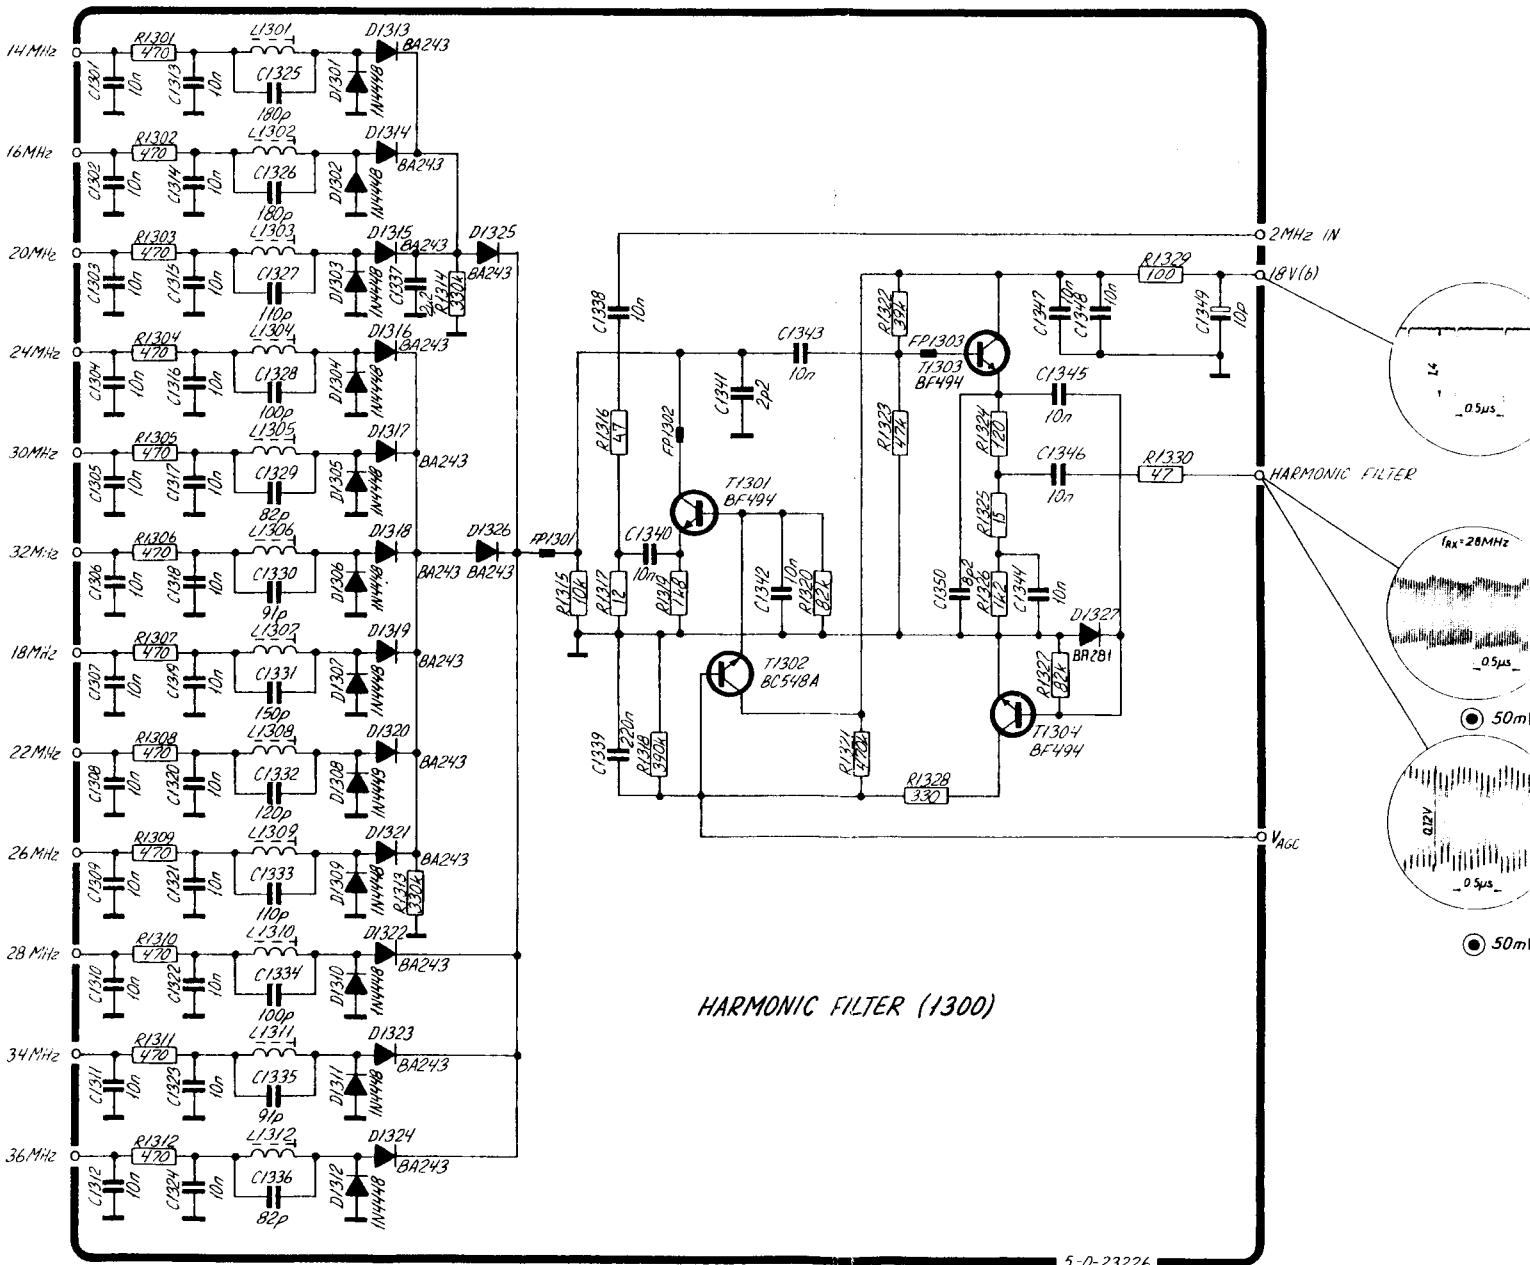 14MHz
R1301
470
C1301
10n
C1313
10n
L1301
C1325
180p
D1301
1N4448
D1313
BA243
16MHz
R1302
470
C1302
10n
C1314
10n
L1302
C1326
180p
D1302
1N4448
D1314
BA243
20MHz
R1303
470
C1303
10n
C1315
10n
L1303
C1327
110p
D1303
1N4448
D1315
BA243
C1337
2p2
R1314
330k
D1325
BA243
24MHz
R1304
470
C1304
10n
C1316
10n
L1304
C1328
100p
D1304
1N4448
D1316
BA243
30MHz
R1305
470
C1305
10n
C1317
10n
L1305
C1329
82p
D1305
1N4448
D1317
BA243
32MHz
R1306
470
C1306
10n
C1318
10n
L1306
C1330
91p
D1306
1N4448
D1318
BA243
D1326
BA243
18MHz
R1307
470
C1307
10n
C1319
10n
L1307
C1331
150p
D1307
1N4448
D1319
BA243
22MHz
R1308
470
C1308
10n
C1320
10n
L1308
C1332
120p
D1308
1N4448
D1320
BA243
26MHz
R1309
470
C1309
10n
C1321
10n
L1309
C1333
110p
D1309
1N4448
D1321
BA243
R1313
330k
28MHz
R1310
470
C1310
10n
C1322
10n
L1310
C1334
100p
D1310
1N4448
D1322
BA243
34MHz
R1311
470
C1311
10n
C1323
10n
L1311
C1335
91p
D1311
1N4448
D1323
BA243
36MHz
R1312
470
C1312
10n
C1324
10n
L1312
C1336
82p
D1312
1N4448
D1324
BA243
FP1301
R1315
10k
C1338
10n
R1316
47
R1317
12
C1340
10n
R1319
1k8
FP1302
T1301
BF494
C1341
2p2
C1343
10n
C1342
10n
R1320
82k
T1302
BC548A
C1339
220n
R1318
390k
R1321
470k
R1322
39k
R1323
47k
FP1303
T1303
BF494
C1345
10n
R1324
120
C1346
10n
R1325
15
C1350
8p2
R1326
1k2
C1344
10n
D1327
BA281
R1327
82k
T1304
BF494
R1328
330
C1347
10n
C1348
10n
R1329
100
C1349
10µ
R1330
47
2MHz IN
18V(b)
HARMONIC FILTER
VAGC
1,4
0.5µs
fRX=28MHz
0.5µs
50m
0,12V
0.5µs
50m
HARMONIC FILTER (1300)
5-0-23226